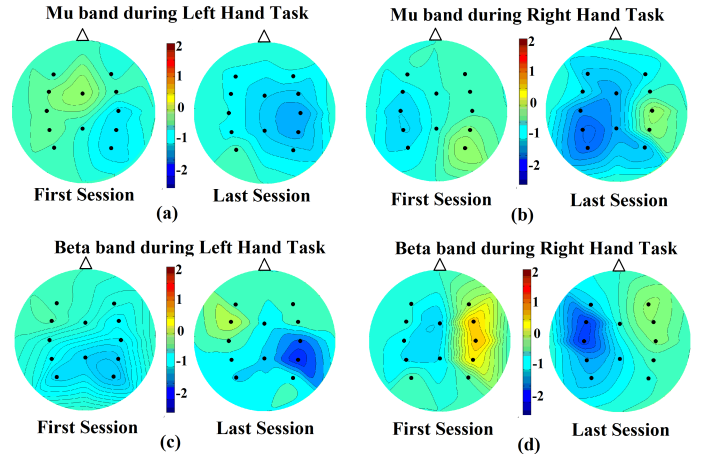 Mu band during Left Hand Task
2
1
0
-1
-2
First Session
Last Session
(a)
Mu band during Right Hand Task
2
1
0
-1
-2
First Session
Last Session
(b)
Beta band during Left Hand Task
2
1
0
-1
-2
First Session
Last Session
(c)
Beta band during Right Hand Task
2
1
0
-1
-2
First Session
Last Session
(d)